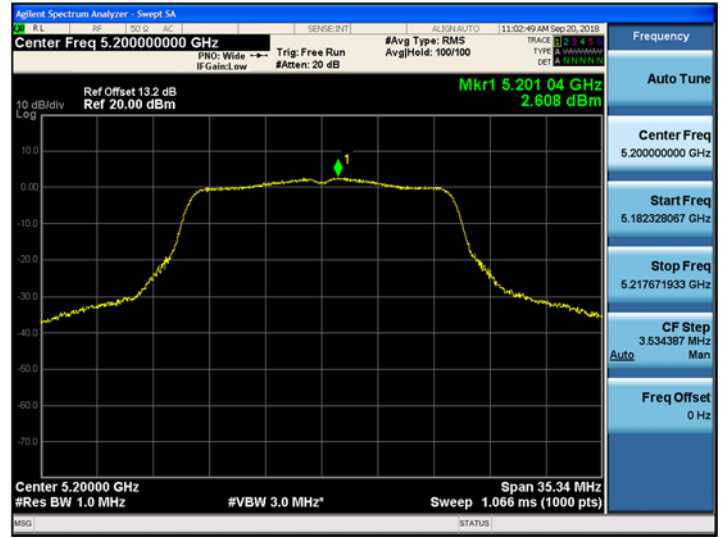 Agilent Spectrum Analyzer - Swept SA
RL RF 50 Ω AC SENSE:INT ALIGN AUTO 11:02:49 AM Sep 20, 2018
Center Freq 5.200000000 GHz
PNO: Wide
IFGain:Low
Trig: Free Run
#Atten: 20 dB
#Avg Type: RMS
Avg|Hold: 100/100
TRACE 1 2 3 4 5 6
TYPE A
DET A N N N N N
Ref Offset 13.2 dB
10 dB/div Ref 20.00 dBm
Log
Mkr1 5.201 04 GHz
2.608 dBm
1
10.0
0.00
-10.0
-20.0
-30.0
-40.0
-50.0
-60.0
-70.0
Center 5.20000 GHz Span 35.34 MHz
#Res BW 1.0 MHz #VBW 3.0 MHz* Sweep 1.066 ms (1000 pts)
MSG STATUS
Frequency
Auto Tune
Center Freq
5.200000000 GHz
Start Freq
5.182328067 GHz
Stop Freq
5.217671933 GHz
CF Step
3.534387 MHz
Auto Man
Freq Offset
0 Hz